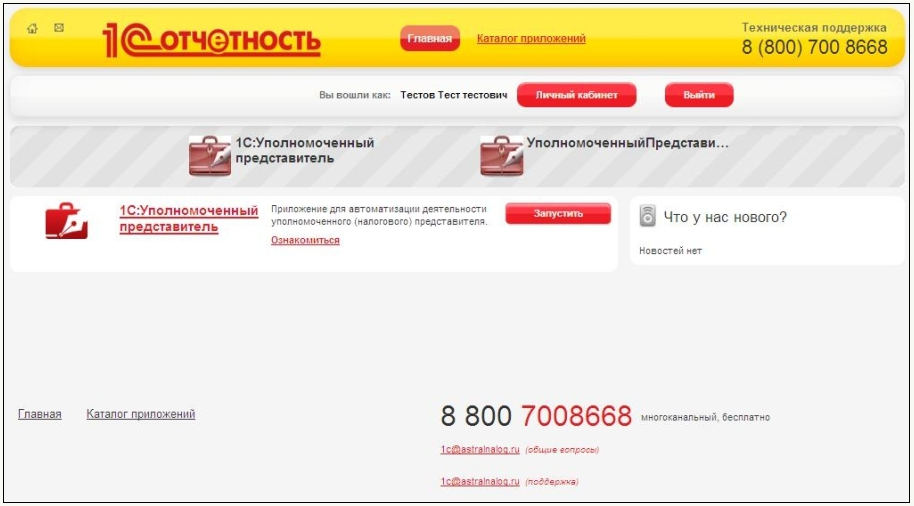 1С отчетность
Главная
Каталог приложений
Техническая поддержка
8 (800) 700 8668
Вы вошли как: Тестов Тест тестович
Личный кабинет
Выйти
1С:Уполномоченный
представитель
УполномоченныйПредстави...
1С:Уполномоченный
представитель
Приложение для автоматизации деятельности
уполномоченного (налогового) представителя.
Ознакомиться
Запустить
Что у нас нового?
Новостей нет
Главная
Каталог приложений
8 800 7008668 многоканальный, бесплатно
1c@astralnalog.ru (общие вопросы)
1c@astralnalog.ru (поддержка)